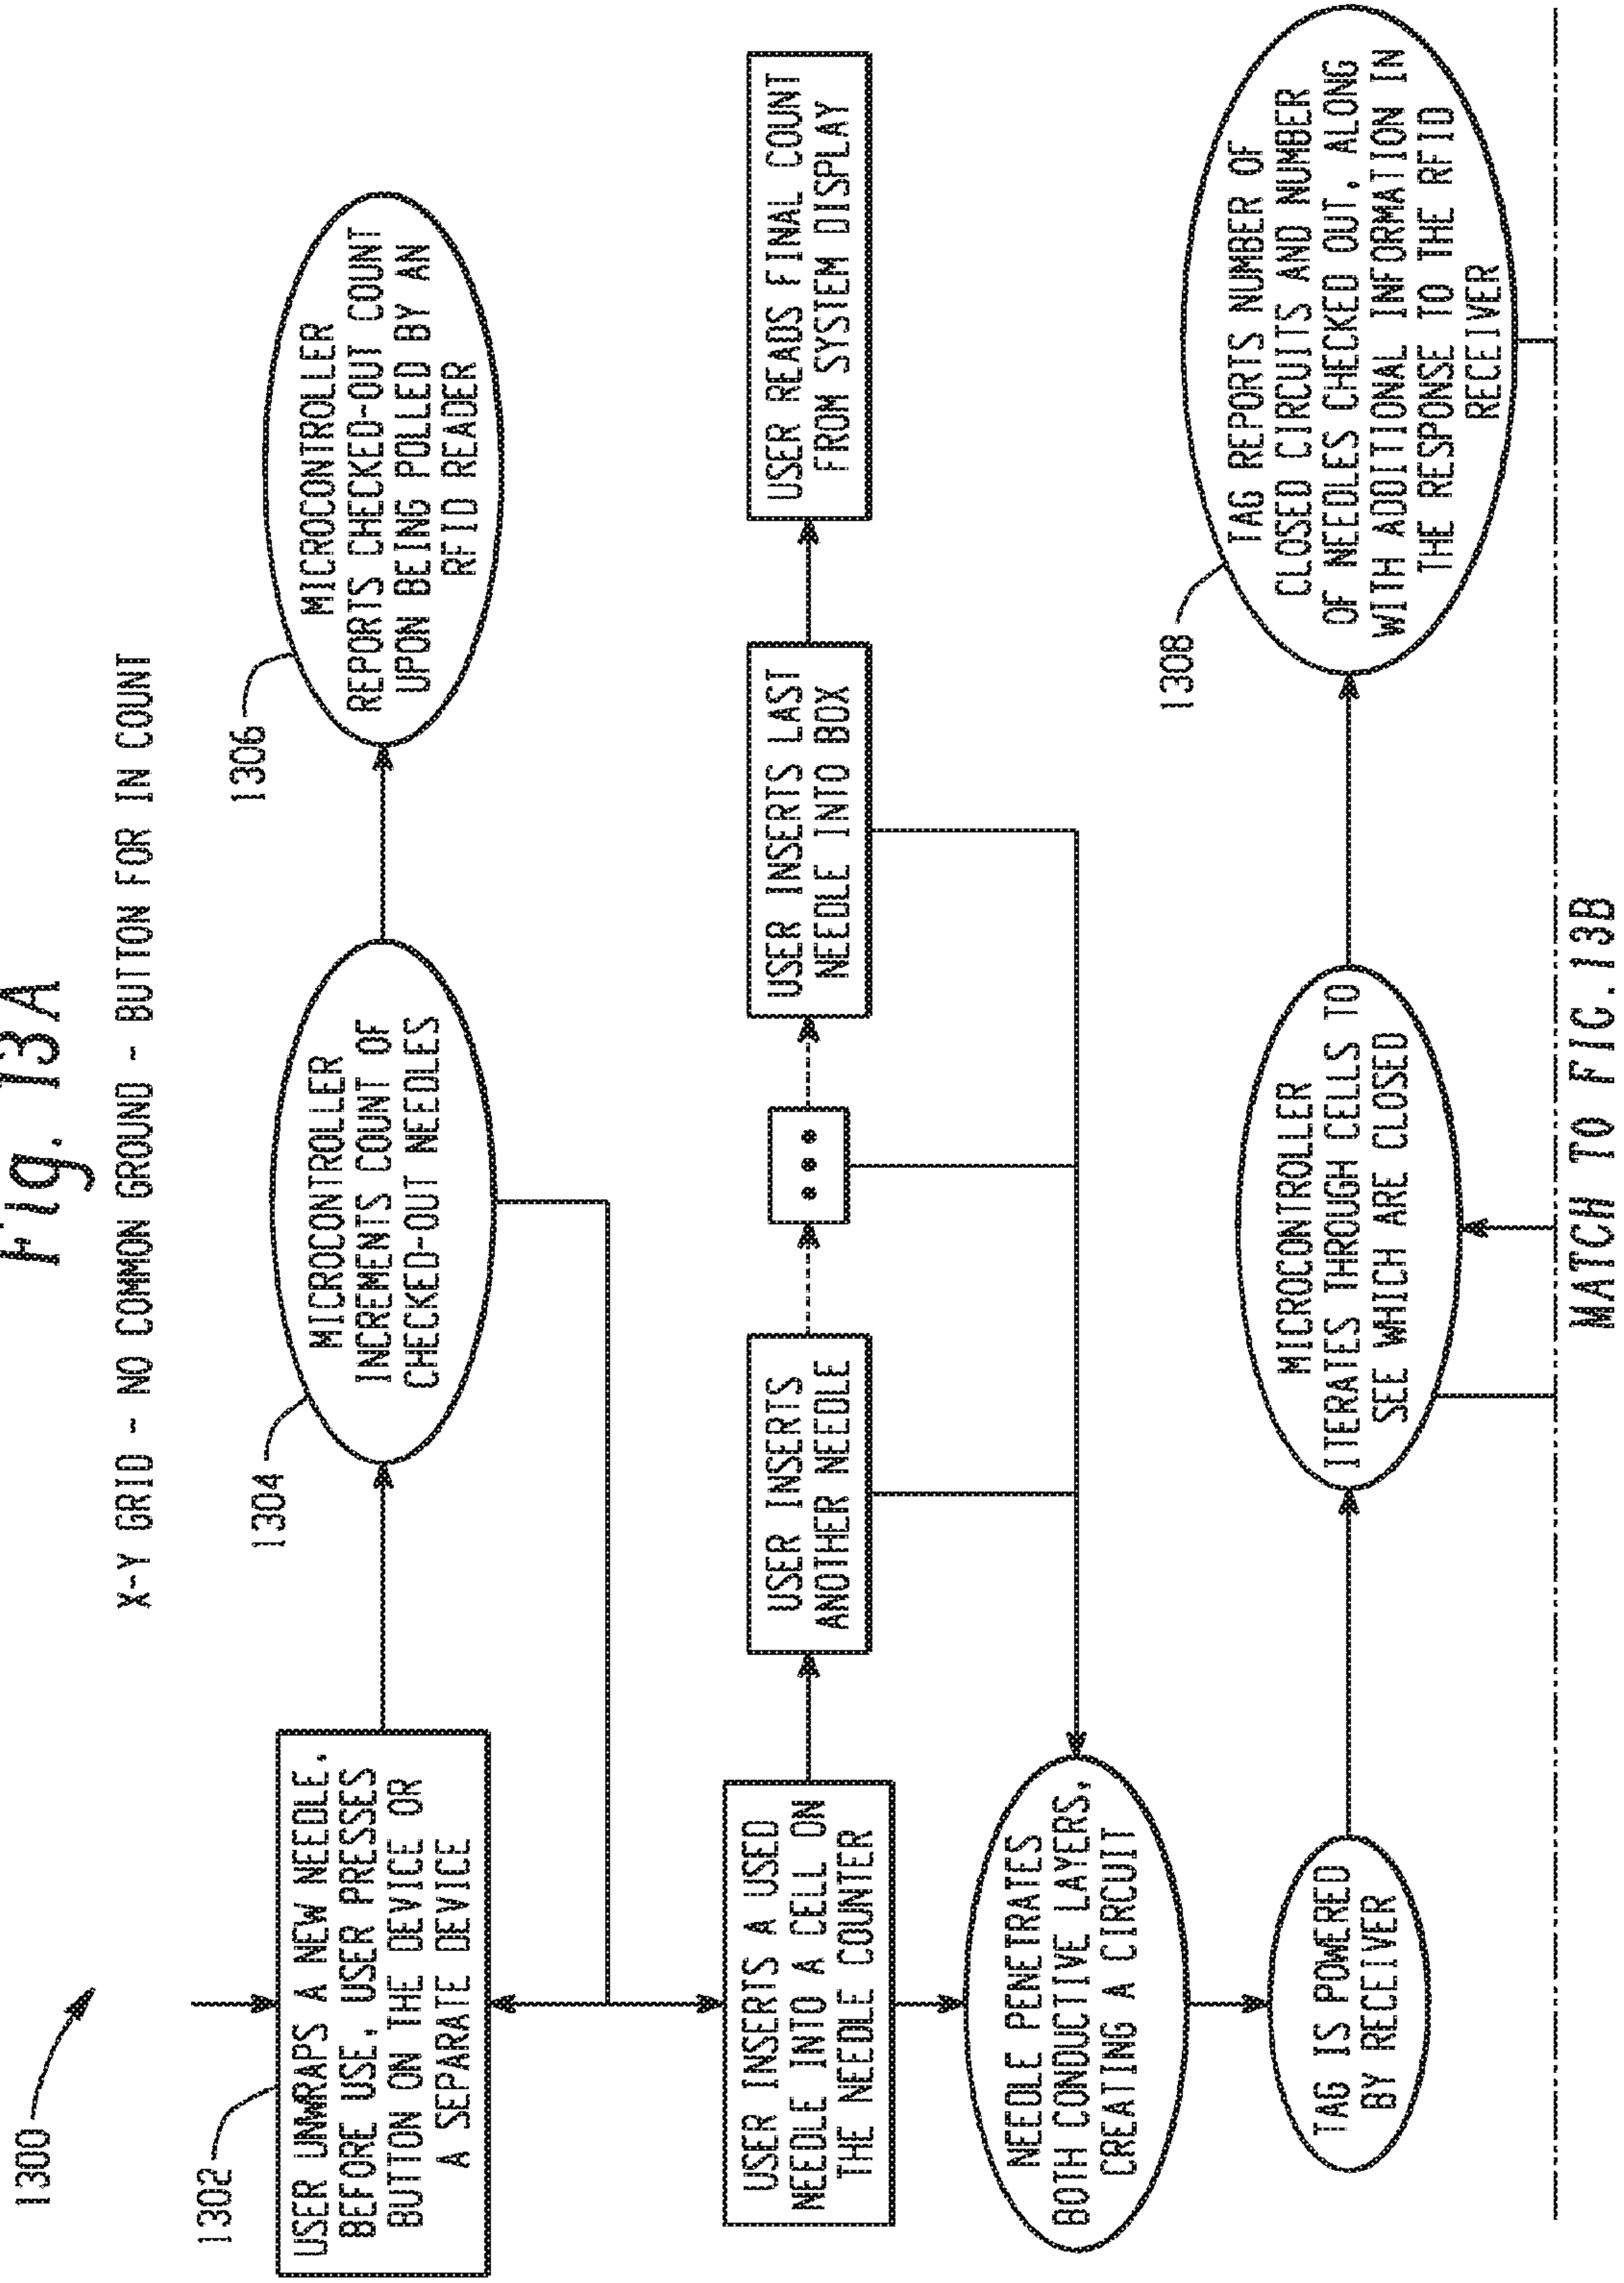 Fig. 13A
X-Y GRID - NO COMMON GROUND - BUTTON FOR IN COUNT
1300
1302
USER UNWRAPS A NEW NEEDLE.
BEFORE USE, USER PRESSES
BUTTON ON THE DEVICE OR
A SEPARATE DEVICE
1304
MICROCONTROLLER
INCREMENTS COUNT OF
CHECKED-OUT NEEDLES
1306
MICROCONTROLLER
REPORTS CHECKED-OUT COUNT
UPON BEING POLLED BY AN
RFID READER
USER INSERTS A USED
NEEDLE INTO A CELL ON
THE NEEDLE COUNTER
USER INSERTS
ANOTHER NEEDLE
• • •
USER INSERTS LAST
NEEDLE INTO BOX
USER READS FINAL COUNT
FROM SYSTEM DISPLAY
NEEDLE PENETRATES
BOTH CONDUCTIVE LAYERS,
CREATING A CIRCUIT
TAG IS POWERED
BY RECEIVER
MICROCONTROLLER
ITERATES THROUGH CELLS TO
SEE WHICH ARE CLOSED
1308
TAG REPORTS NUMBER OF
CLOSED CIRCUITS AND NUMBER
OF NEEDLES CHECKED OUT, ALONG
WITH ADDITIONAL INFORMATION IN
THE RESPONSE TO THE RFID
RECEIVER
MATCH TO FIG.13B